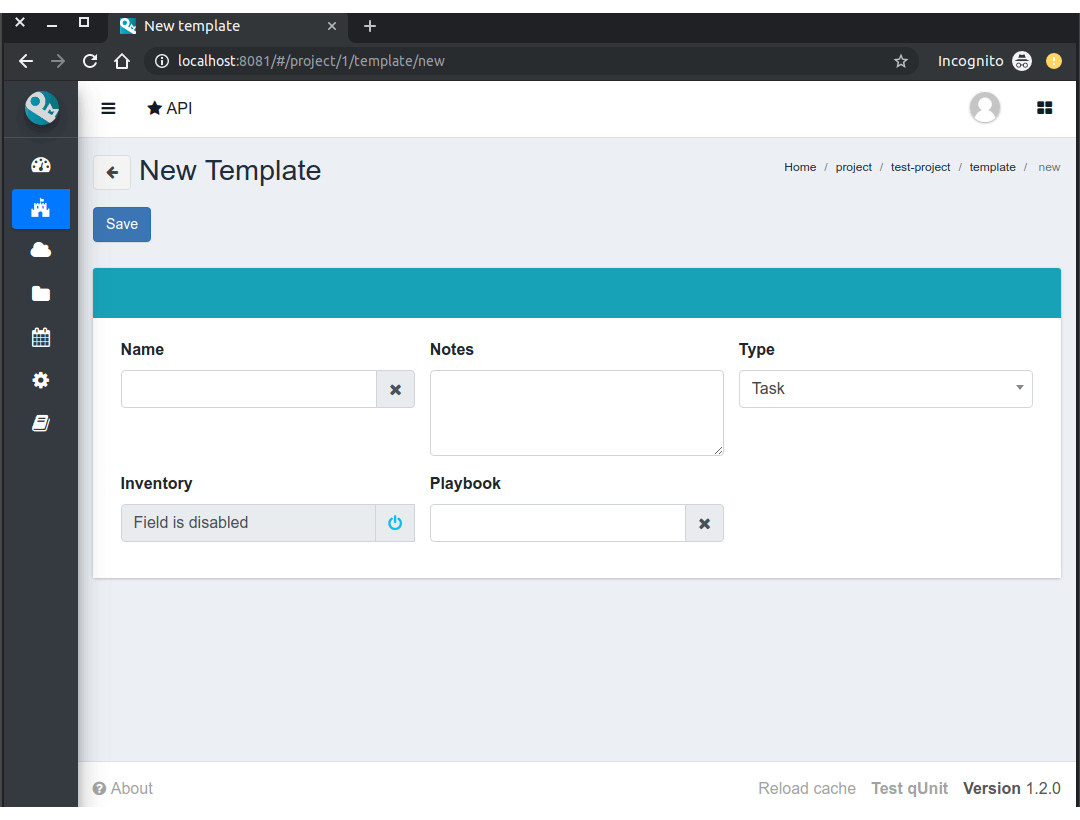 New template
localhost:8081/#/project/1/template/new
Incognito
API
New Template
Home / project / test-project / template / new
Save
Name
Notes
Type
Task
Inventory
Playbook
Field is disabled
About
Reload cache Test qUnit Version 1.2.0